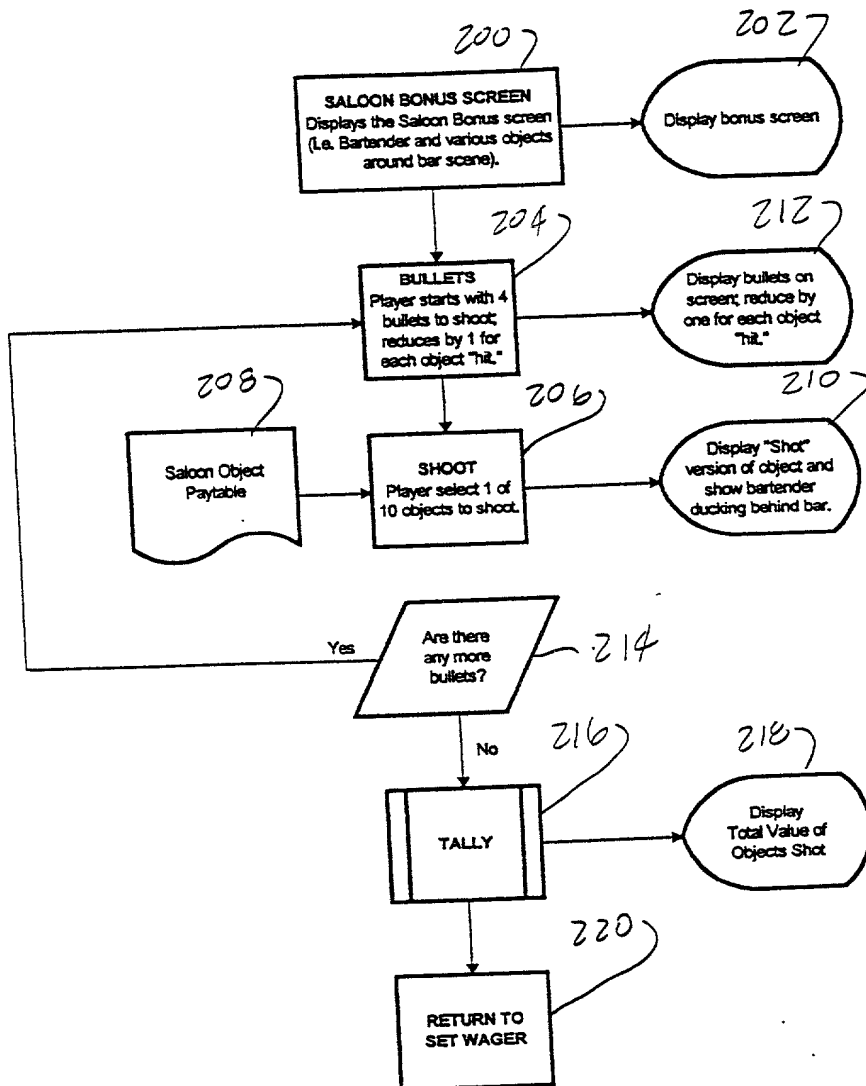 200
202
SALOON BONUS SCREEN
Displays the Saloon Bonus screen
(i.e. Bartender and various objects
around bar scene).
Display bonus screen
204
212
BULLETS
Player starts with 4
bullets to shoot;
reduces by 1 for
each object "hit."
Display bullets on
screen; reduce by
one for each object
"hit."
208
206
210
Saloon Object
Paytable
SHOOT
Player select 1 of
10 objects to shoot.
Display "Shot"
version of object and
show bartender
ducking behind bar.
Yes
Are there
any more
bullets?
214
No
216
218
TALLY
Display
Total Value of
Objects Shot
220
RETURN TO
SET WAGER